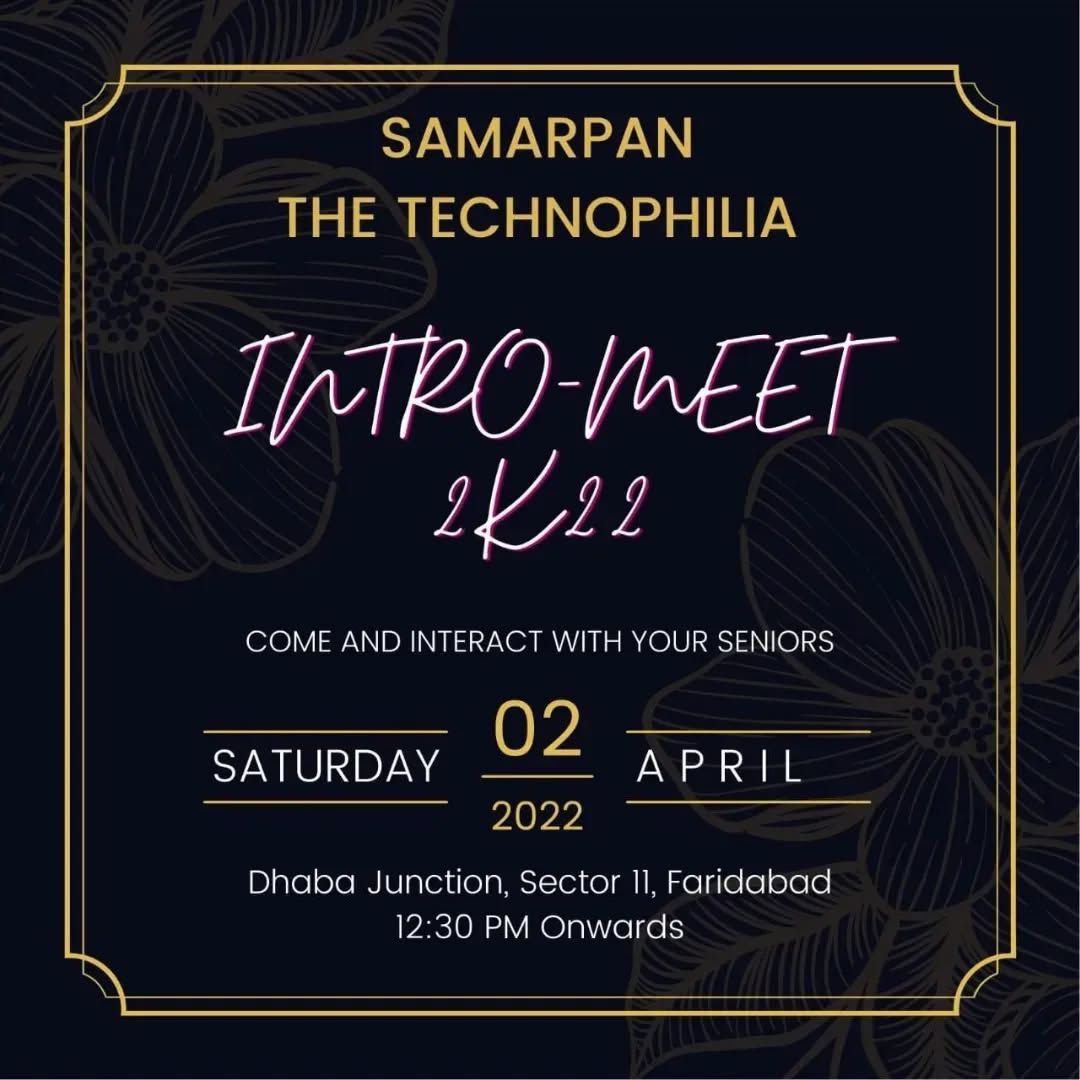 SAMARPAN
THE TECHNOPHILIA
INTRO-MEET
2K22
COME AND INTERACT WITH YOUR SENIORS
SATURDAY
02
2022
APRIL
Dhaba Junction, Sector 11, Faridabad
12:30 PM Onwards